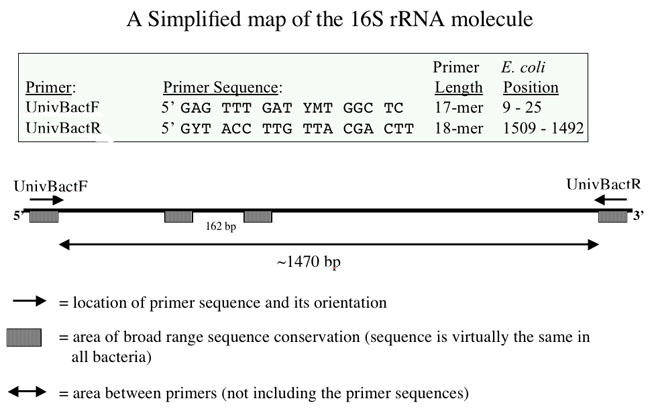 A Simplified map of the 16S rRNA molecule
Primer E. coli
Primer: Primer Sequence: Length Position
UnivBactF 5' GAG TTT GAT YMT GGC TC 17-mer 9 - 25
UnivBactR 5' GYT ACC TTG TTA CGA CTT 18-mer 1509 - 1492
UnivBactF UnivBactR
5' 3'
162 bp
~1470 bp
= location of primer sequence and its orientation
= area of broad range sequence conservation (sequence is virtually the same in
all bacteria)
= area between primers (not including the primer sequences)